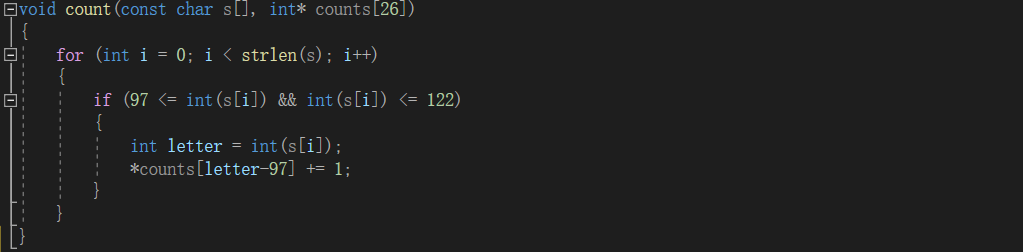 void count(const char s[], int* counts[26])
{
for (int i = 0; i < strlen(s); i++)
{
if (97 <= int(s[i]) && int(s[i]) <= 122)
{
int letter = int(s[i]);
*counts[letter-97] += 1;
}
}
}